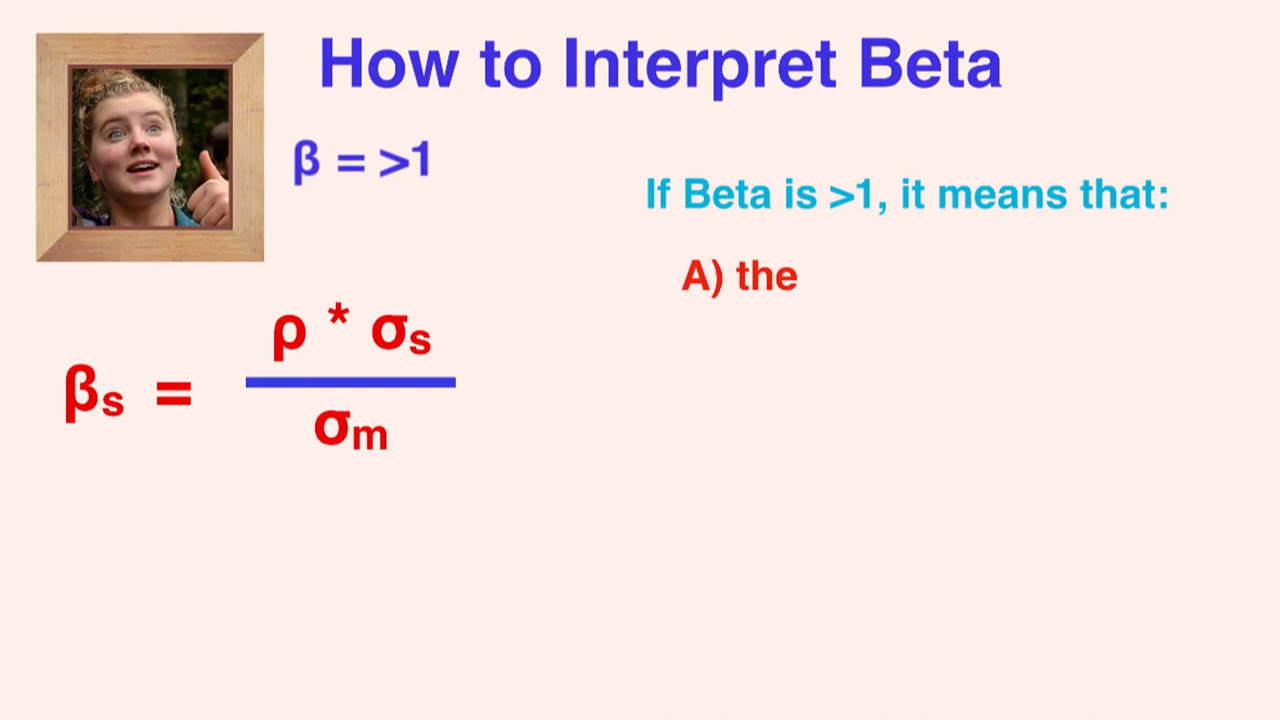 How to Interpret Beta
β = >1
If Beta is >1, it means that:
A) the
ρ * σs
βs =
σm